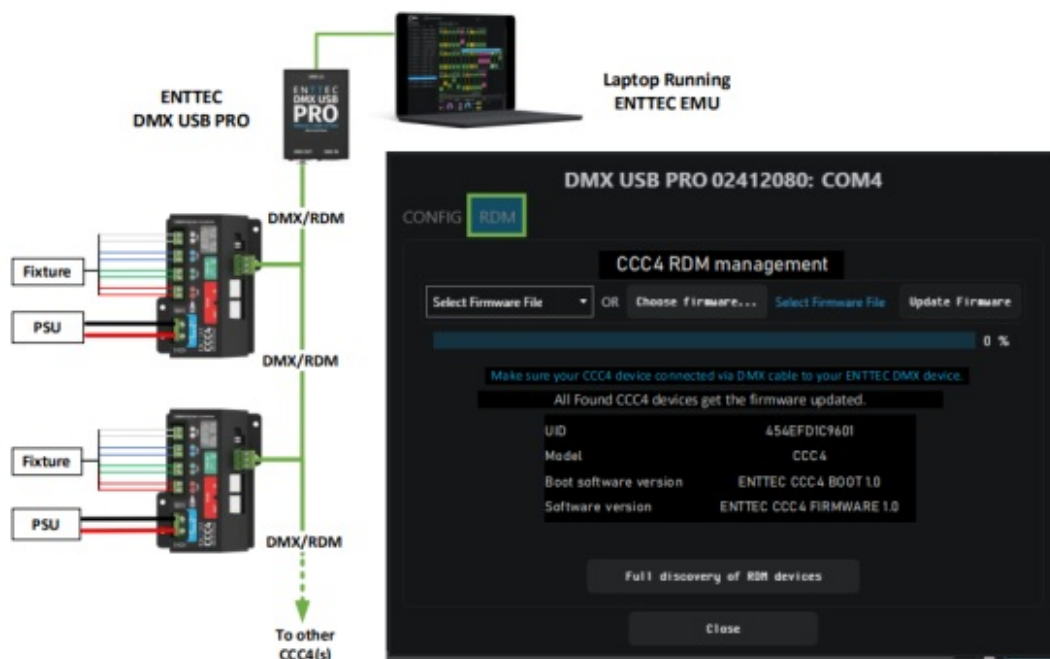 ENTTEC
DMX USB PRO
ENTTEC
DMX USB
PRO
Laptop Running
ENTTEC EMU
DMX/RDM
Fixture
PSU
CCC4
DMX/RDM
Fixture
PSU
CCC4
DMX/RDM
To other
CCC4(s)
DMX USB PRO 02412080: COM4
CONFIG RDM
CCC4 RDM management
Select Firmware File OR Choose firmware... Select Firmware File Update Firmware
0 %
Make sure your CCC4 device connected via DMX cable to your ENTTEC DMX device.
All Found CCC4 devices get the firmware updated.
UID 454EFD1C9601
Model CCC4
Boot software version ENTTEC CCC4 BOOT 1.0
Software version ENTTEC CCC4 FIRMWARE 1.0
Full discovery of RDM devices
Close